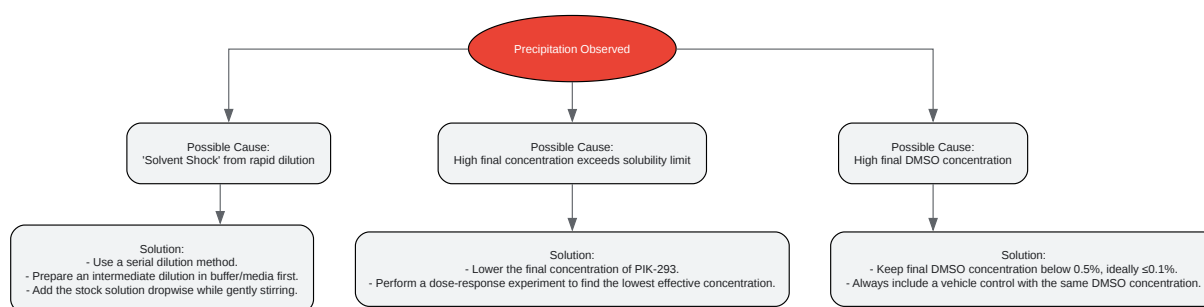 Precipitation Observed
Possible Cause:
'Solvent Shock' from rapid dilution
Possible Cause:
High final concentration exceeds solubility limit
Possible Cause:
High final DMSO concentration
Solution:
- Use a serial dilution method.
- Prepare an intermediate dilution in buffer/media first.
- Add the stock solution dropwise while gently stirring.
Solution:
- Lower the final concentration of PIK-293.
- Perform a dose-response experiment to find the lowest effective concentration.
Solution:
- Keep final DMSO concentration below 0.5%, ideally ≤0.1%.
- Always include a vehicle control with the same DMSO concentration.